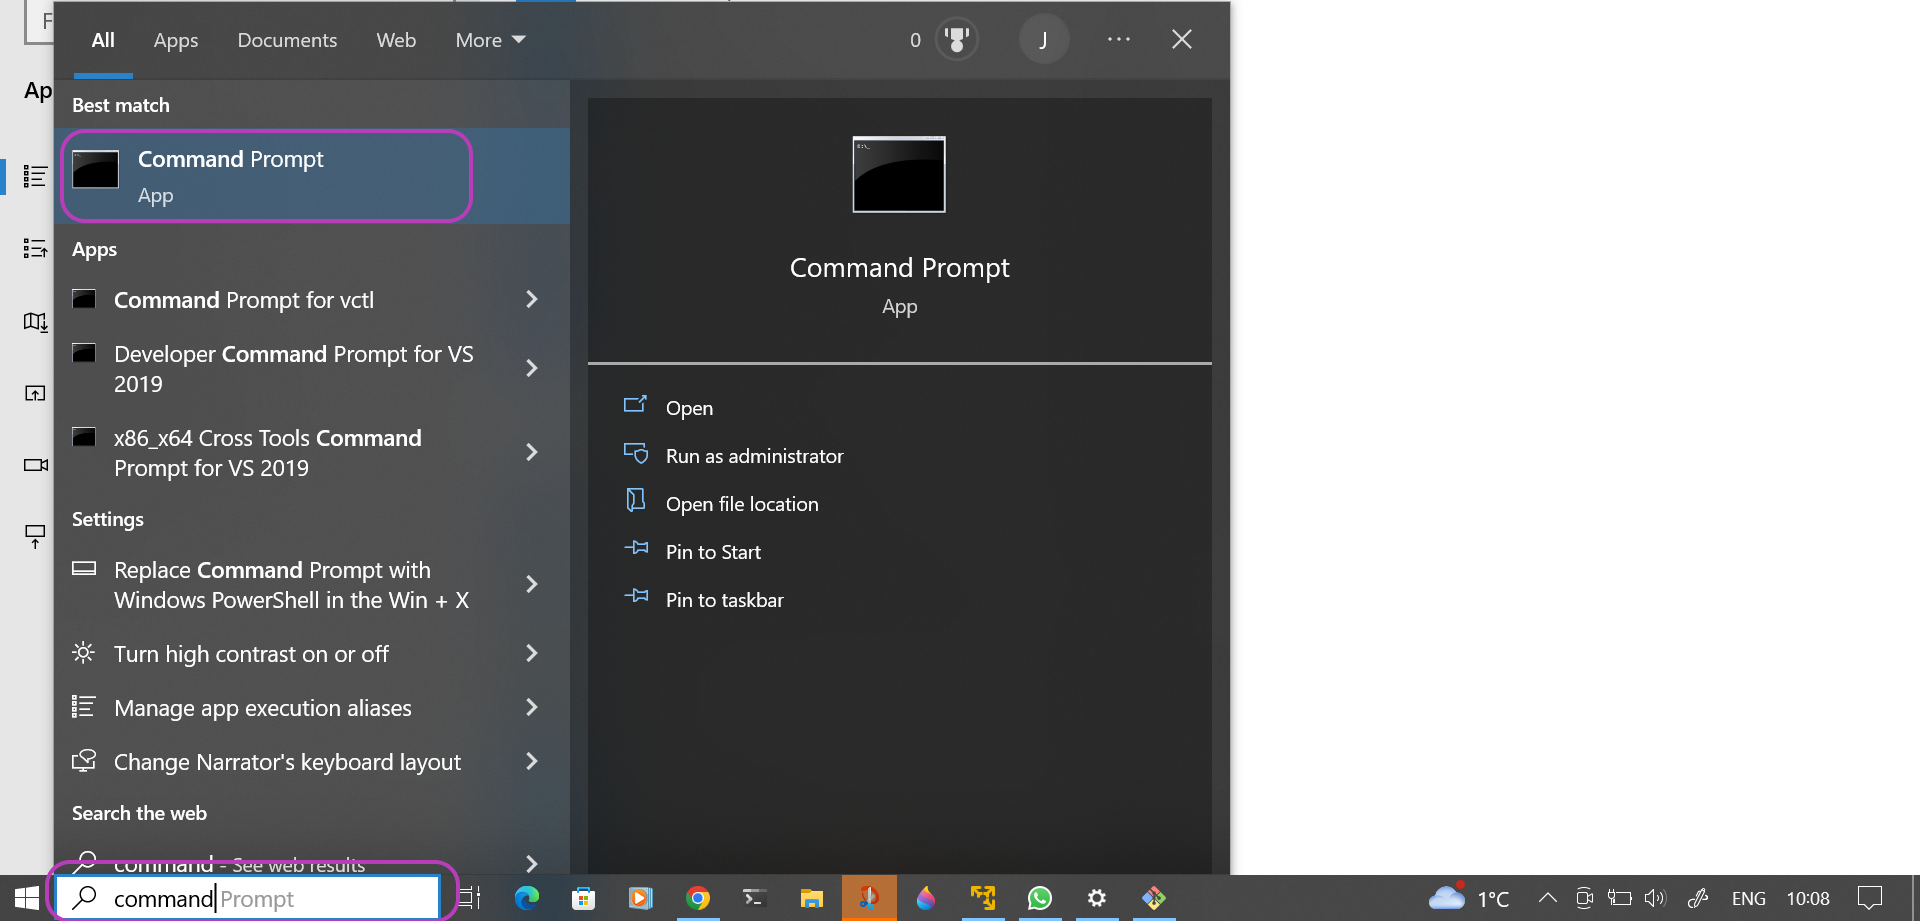 F
Ap
All Apps Documents Web More
0 J ...
Best match
Command Prompt
App
Apps
Command Prompt for vctl
Developer Command Prompt for VS
2019
x86_x64 Cross Tools Command
Prompt for VS 2019
Settings
Replace Command Prompt with
Windows PowerShell in the Win + X
Turn high contrast on or off
Manage app execution aliases
Change Narrator's keyboard layout
Search the web
command - See web results
C:\_
Command Prompt
App
Open
Run as administrator
Open file location
Pin to Start
Pin to taskbar
command Prompt
1°C ENG 10:08